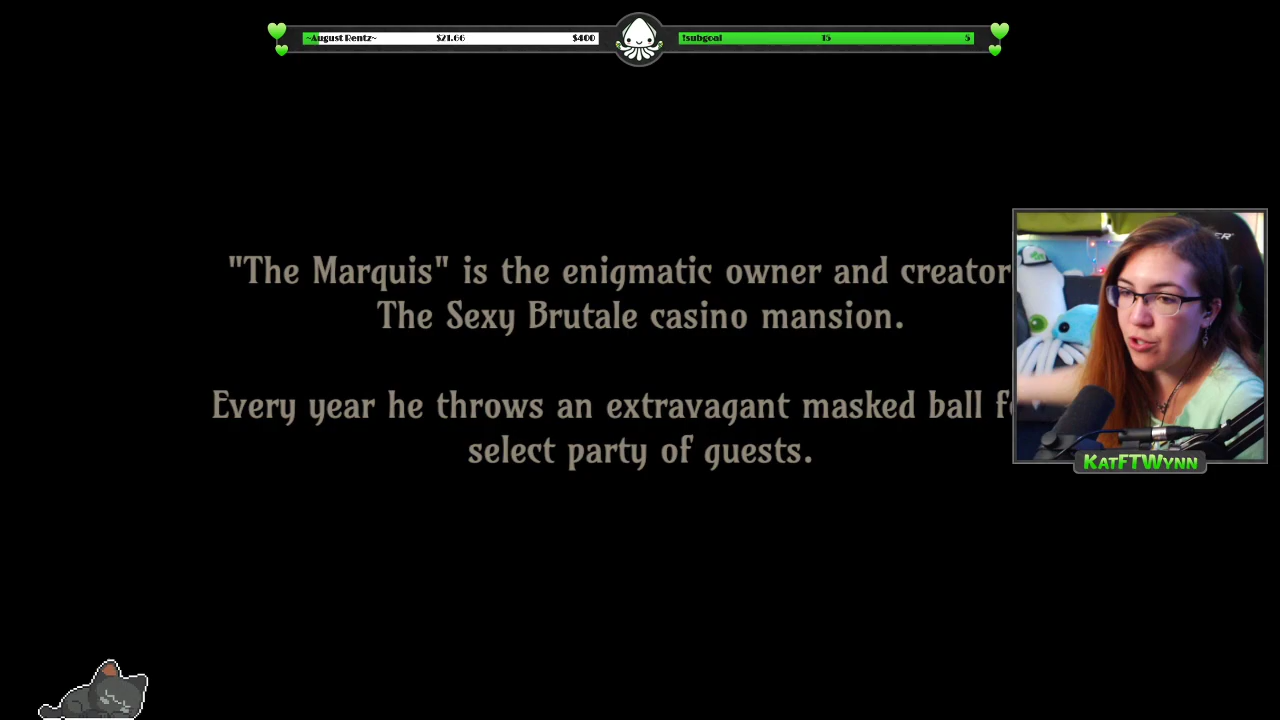 ~August Rentz~ $21.66 $400 !subgoal 15 5
"The Marquis" is the enigmatic owner and creator
The Sexy Brutale casino mansion.
Every year he throws an extravagant masked ball
select party of guests.
KatFTWynn